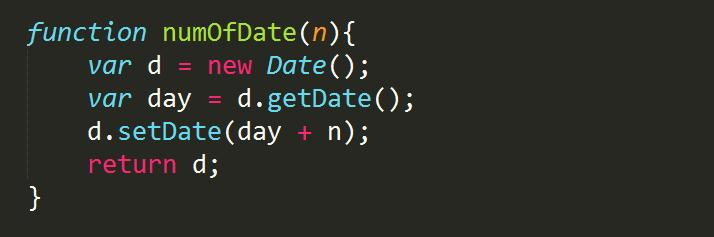 function numOfDate(n){
    var d = new Date();
    var day = d.getDate();
    d.setDate(day + n);
    return d;
}